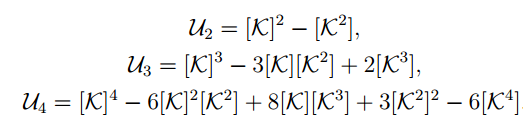 𝒰₂ = [𝒦]² − [𝒦²],
𝒰₃ = [𝒦]³ − 3[𝒦][𝒦²] + 2[𝒦³],
𝒰₄ = [𝒦]⁴ − 6[𝒦]²[𝒦²] + 8[𝒦][𝒦³] + 3[𝒦²]² − 6[𝒦⁴]